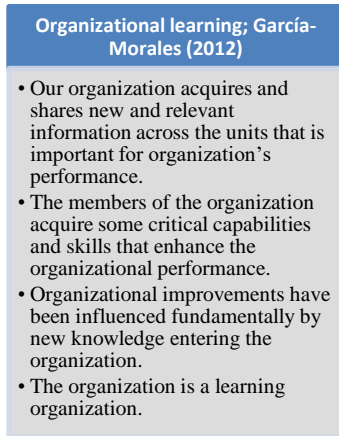 Organizational learning; García-
Morales (2012)
• Our organization acquires and
shares new and relevant
information across the units that is
important for organization's
performance.
• The members of the organization
acquire some critical capabilities
and skills that enhance the
organizational performance.
• Organizational improvements have
been influenced fundamentally by
new knowledge entering the
organization.
• The organization is a learning
organization.